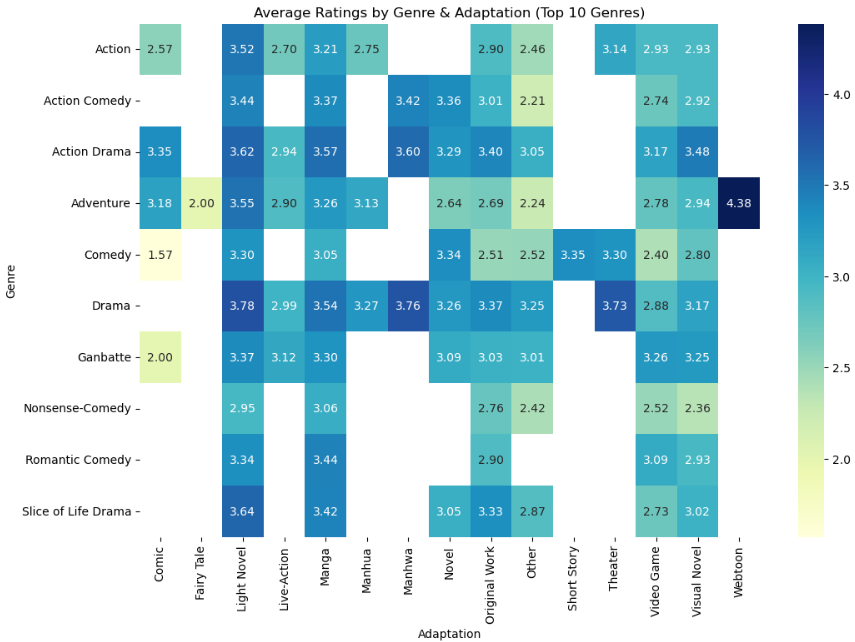 Average Ratings by Genre & Adaptation (Top 10 Genres)
Genre
Action 2.57 3.52 2.70 3.21 2.75 2.90 2.46 3.14 2.93 2.93
Action Comedy 3.44 3.37 3.42 3.36 3.01 2.21 2.74 2.92
Action Drama 3.35 3.62 2.94 3.57 3.60 3.29 3.40 3.05 3.17 3.48
Adventure 3.18 2.00 3.55 2.90 3.26 3.13 2.64 2.69 2.24 2.78 2.94 4.38
Comedy 1.57 3.30 3.05 3.34 2.51 2.52 3.35 3.30 2.40 2.80
Drama 3.78 2.99 3.54 3.27 3.76 3.26 3.37 3.25 3.73 2.88 3.17
Ganbatte 2.00 3.37 3.12 3.30 3.09 3.03 3.01 3.26 3.25
Nonsense-Comedy 2.95 3.06 2.76 2.42 2.52 2.36
Romantic Comedy 3.34 3.44 2.90 3.09 2.93
Slice of Life Drama 3.64 3.42 3.05 3.33 2.87 2.73 3.02
Comic
Fairy Tale
Light Novel
Live-Action
Manga
Manhua
Manhwa
Novel
Original Work
Other
Short Story
Theater
Video Game
Visual Novel
Webtoon
Adaptation
4.0
3.5
3.0
2.5
2.0